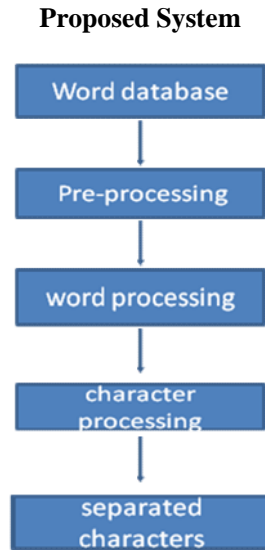 Proposed System
Word database
Pre-processing
word processing
character
processing
separated
characters